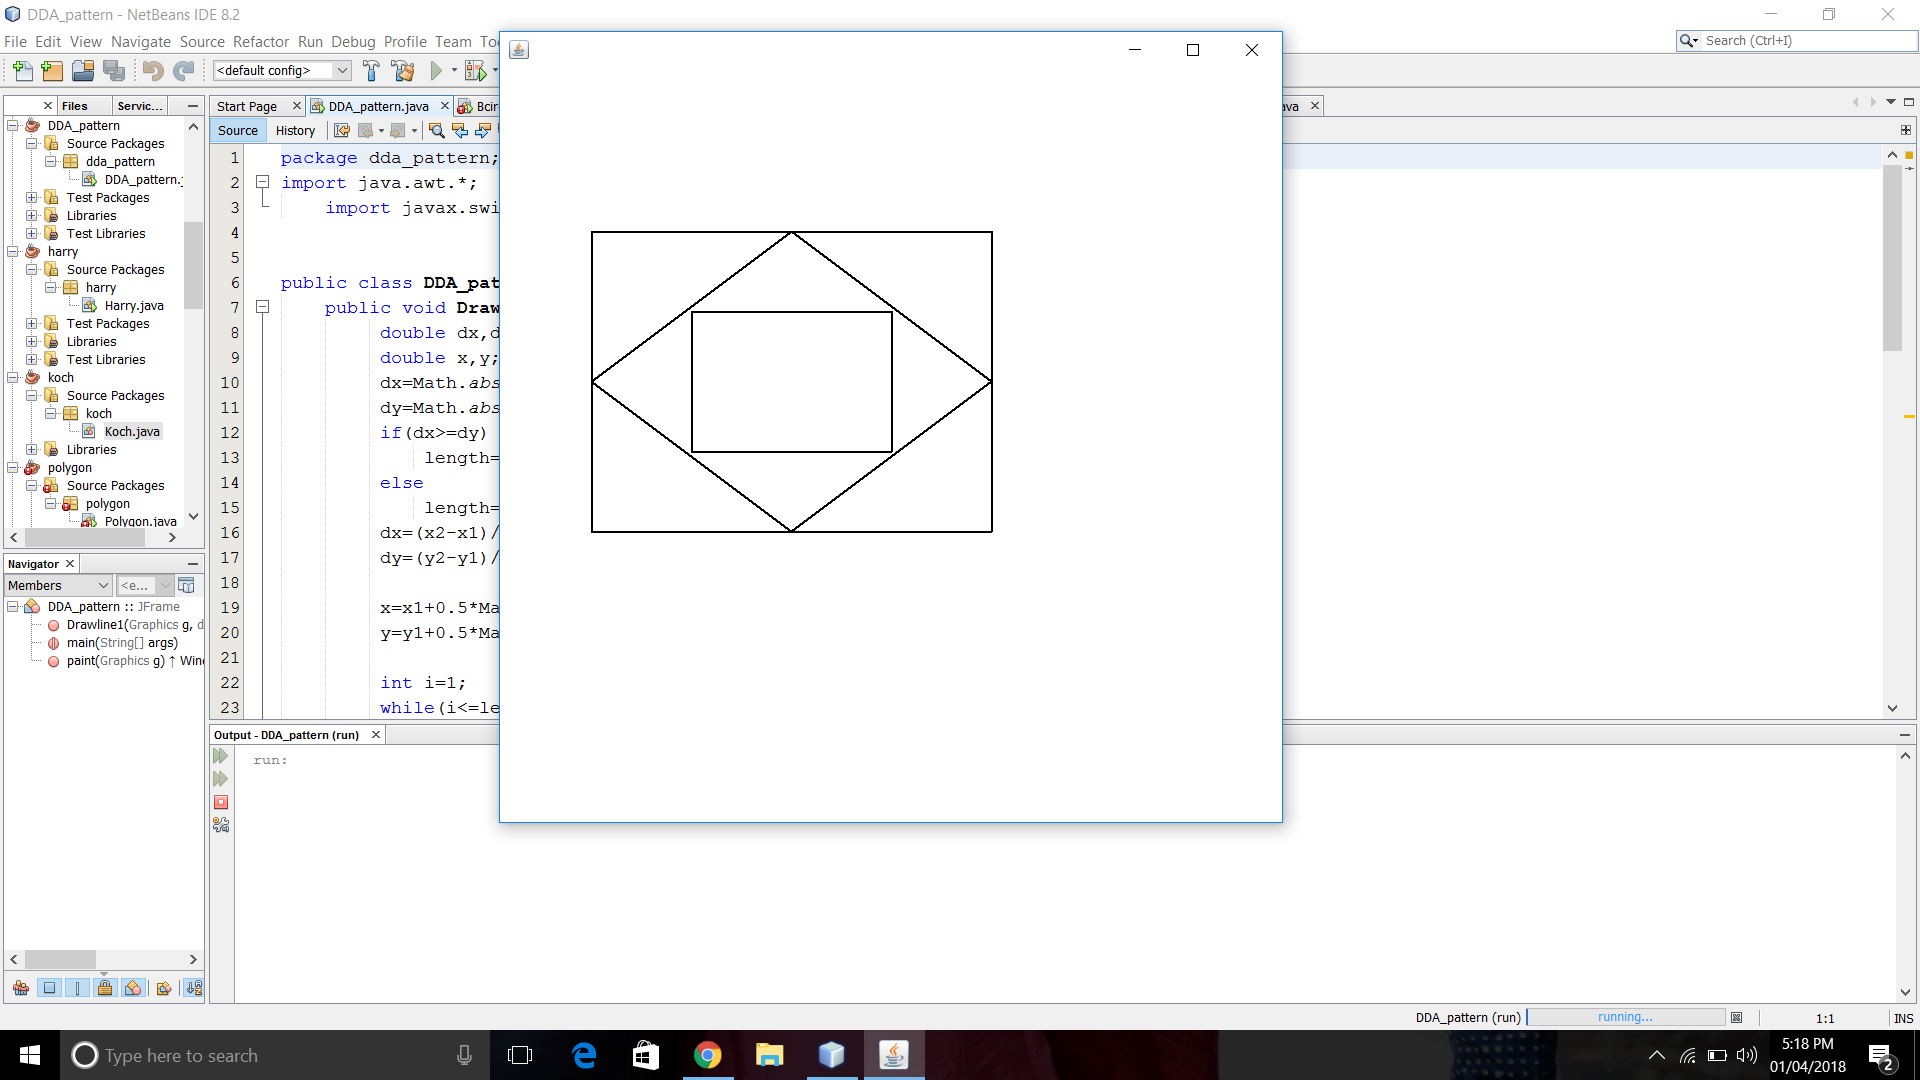 DDA_pattern - NetBeans IDE 8.2
File Edit View Navigate Source Refactor Run Debug Profile Team To
Search (Ctrl+I)
<default config>
Files Servic...
Start Page DDA_pattern.java Bcir ava
Source History
DDA_pattern
Source Packages
dda_pattern
DDA_pattern.j
Test Packages
Libraries
Test Libraries
harry
Source Packages
harry
Harry.java
Test Packages
Libraries
Test Libraries
koch
Source Packages
koch
Koch.java
Libraries
polygon
Source Packages
polygon
Polygon.java
1 package dda_pattern;
2 import java.awt.*;
3 import javax.swi
4
5
6 public class DDA_pat
7 public void Draw
8 double dx,d
9 double x,y;
10 dx=Math.abs
11 dy=Math.abs
12 if(dx>=dy)
13 length=
14 else
15 length=
16 dx=(x2-x1)/
17 dy=(y2-y1)/
18
19 x=x1+0.5*Ma
20 y=y1+0.5*Ma
21
22 int i=1;
23 while(i<=le
Navigator
Members <e...
DDA_pattern :: JFrame
Drawline1(Graphics g, d
main(String[] args)
paint(Graphics g) ↑ Win
Output - DDA_pattern (run)
run:
DDA_pattern (run) running... 1:1 INS
Type here to search
5:18 PM
01/04/2018
2